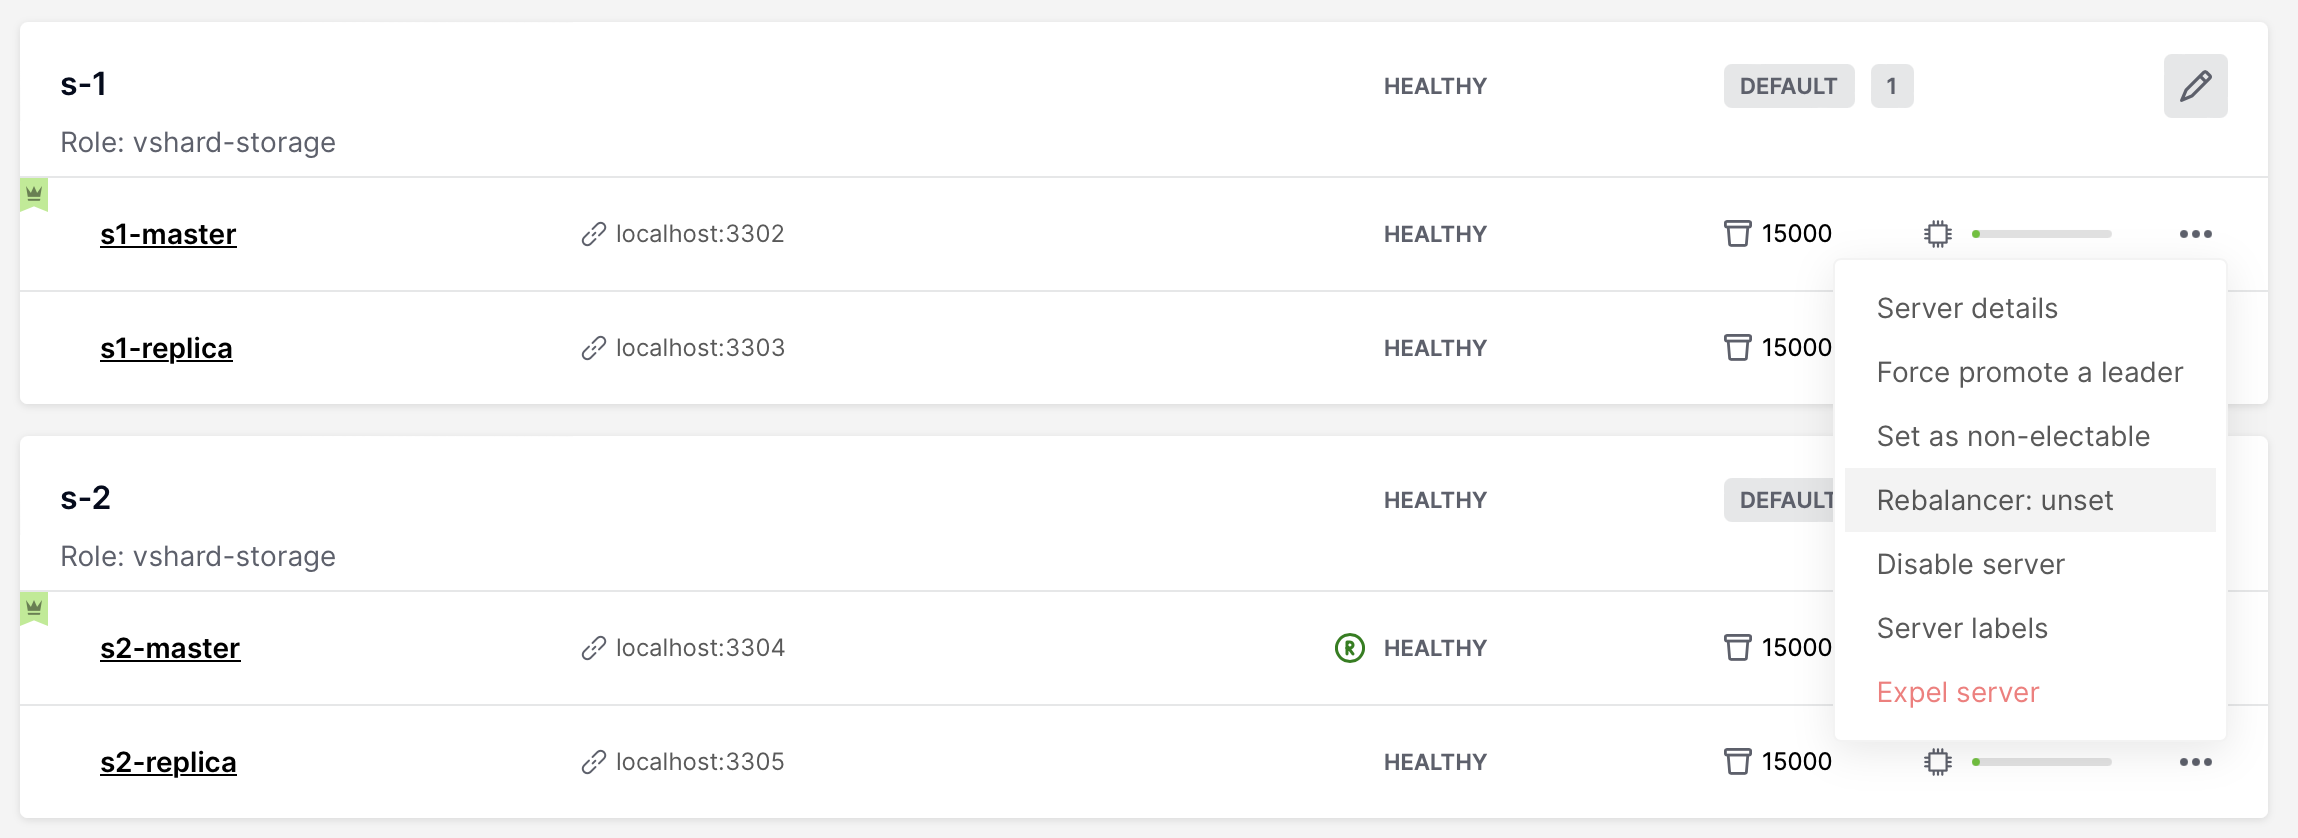 s-1 HEALTHY DEFAULT 1
Role: vshard-storage
s1-master localhost:3302 HEALTHY 15000
s1-replica localhost:3303 HEALTHY 15000
Server details
Force promote a leader
Set as non-electable
Rebalancer: unset
Disable server
Server labels
Expel server
s-2 HEALTHY DEFAULT
Role: vshard-storage
s2-master localhost:3304 R HEALTHY 15000
s2-replica localhost:3305 HEALTHY 15000